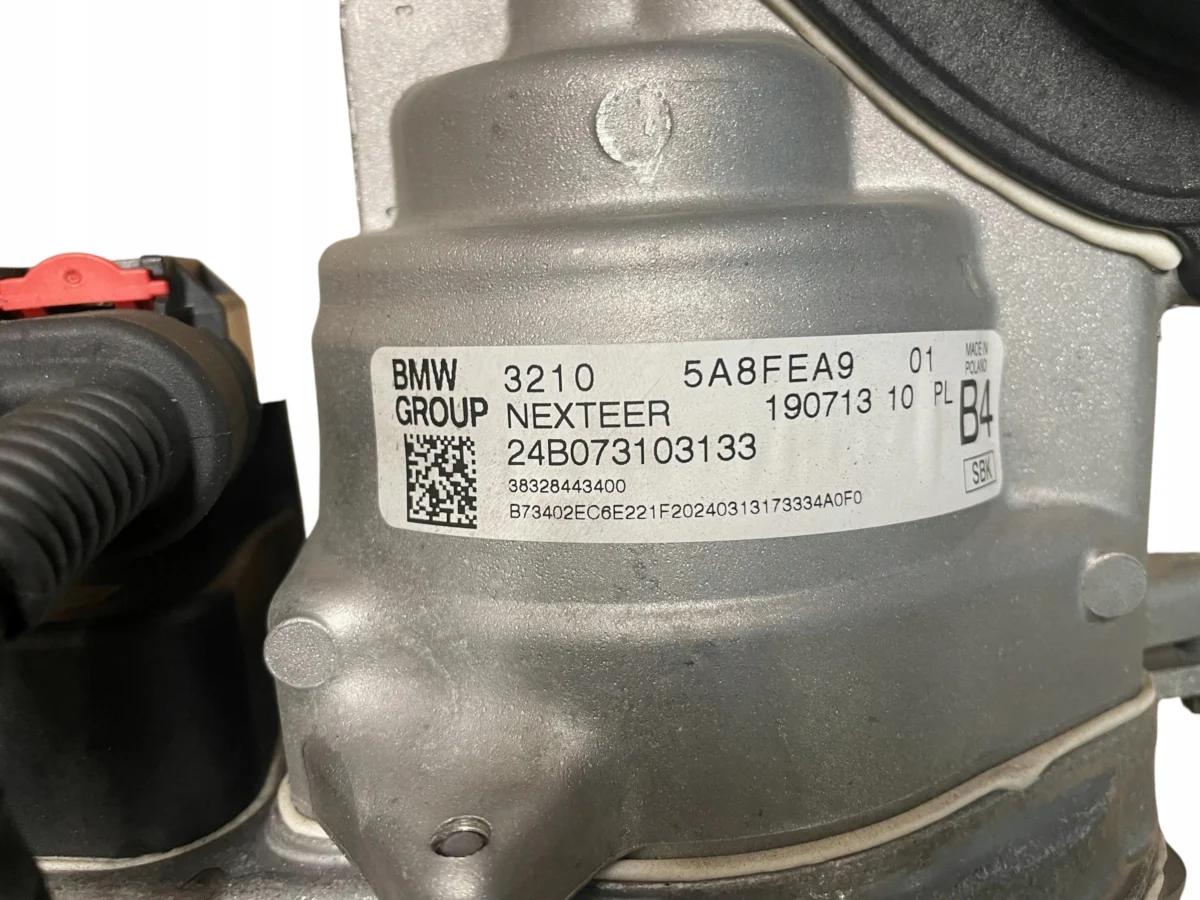 BMW GROUP
3210 5A8FEA9 01
NEXTEER 190713 10 PL
24B073103133
38328443400
B73402EC6E221F20240313173334A0F0
MADE IN POLAND
B4
SBK